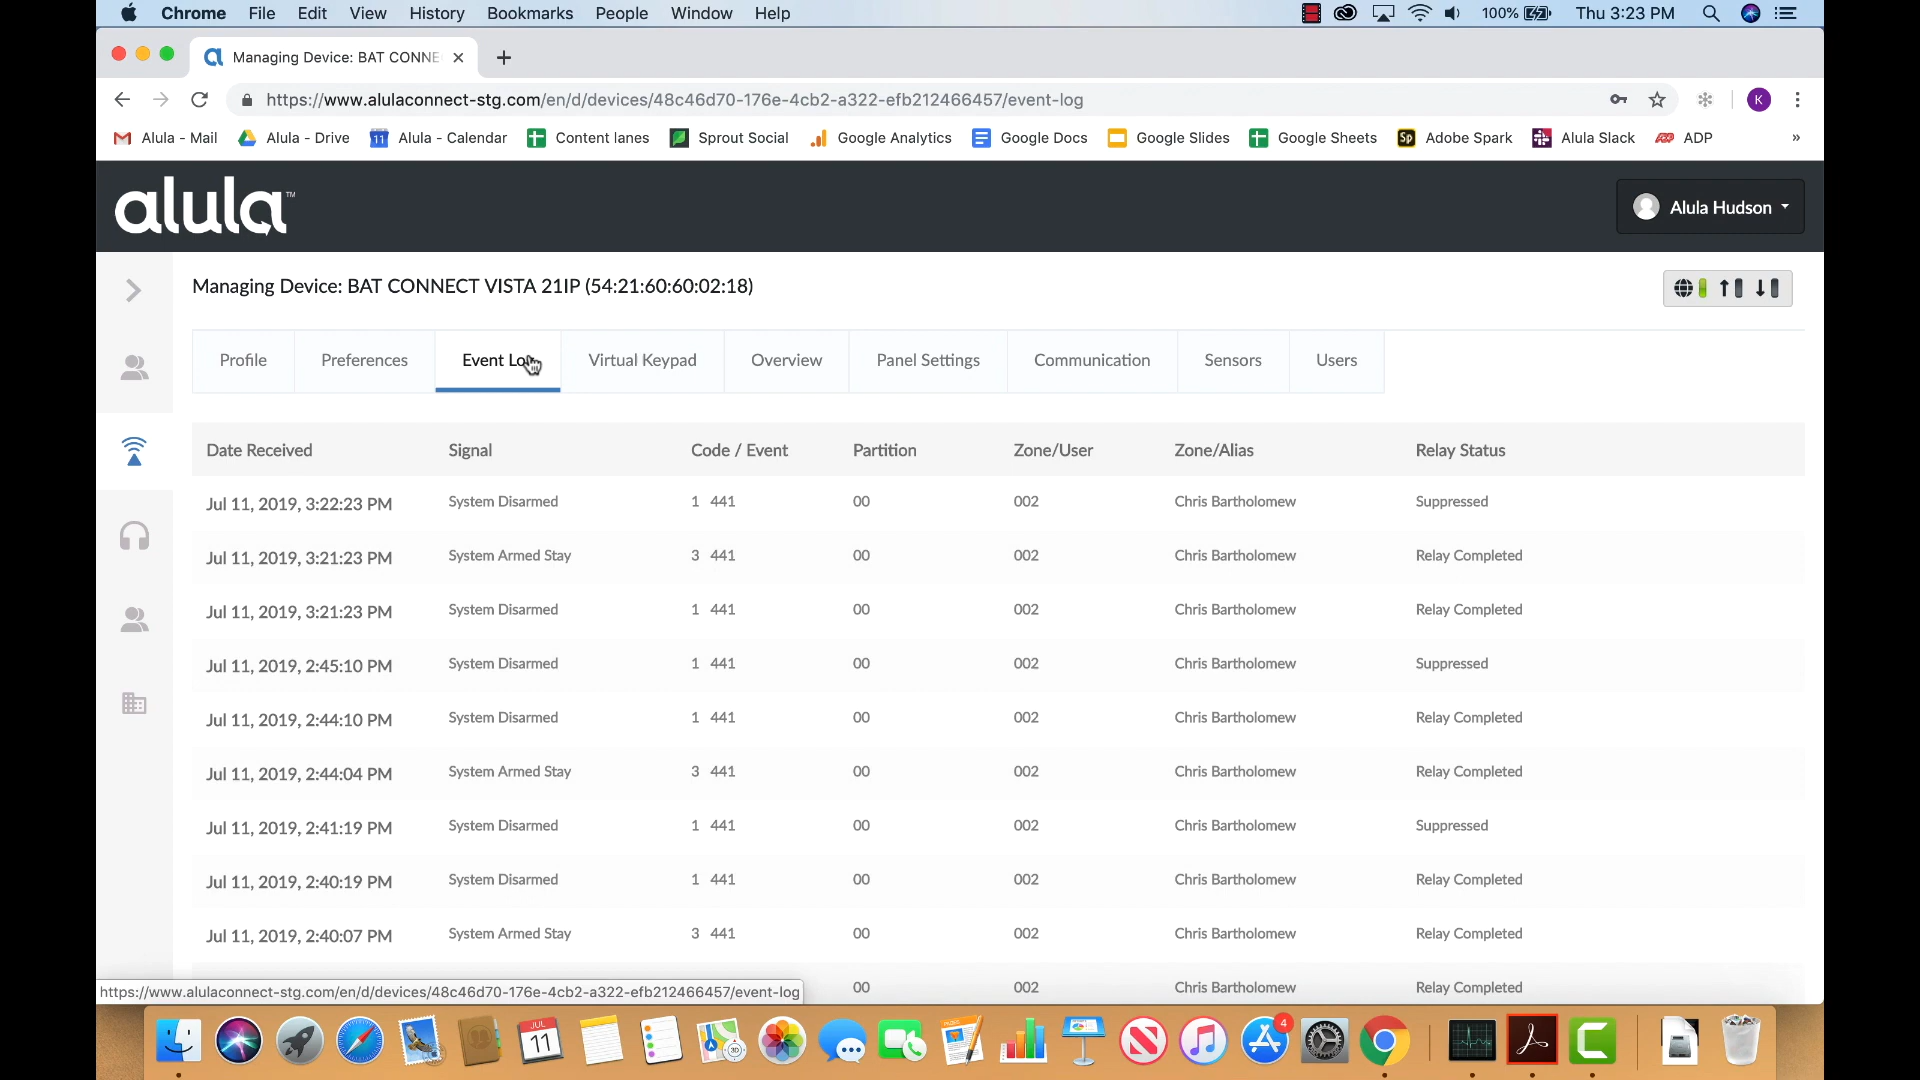 Chrome File Edit View History Bookmarks People Window Help 100% Thu 3:23 PM
Managing Device: BAT CONNE
https://www.alulaconnect-stg.com/en/d/devices/48c46d70-176e-4cb2-a322-efb212466457/event-log K
Alula - Mail Alula - Drive 11 Alula - Calendar Content lanes Sprout Social Google Analytics Google Docs Google Slides Google Sheets Sp Adobe Spark Alula Slack ADP »
alula™ Alula Hudson
Managing Device: BAT CONNECT VISTA 21IP (54:21:60:60:02:18)
Profile Preferences Event Log Virtual Keypad Overview Panel Settings Communication Sensors Users
Date Received Signal Code / Event Partition Zone/User Zone/Alias Relay Status
Jul 11, 2019, 3:22:23 PM System Disarmed 1 441 00 002 Chris Bartholomew Suppressed
Jul 11, 2019, 3:21:23 PM System Armed Stay 3 441 00 002 Chris Bartholomew Relay Completed
Jul 11, 2019, 3:21:23 PM System Disarmed 1 441 00 002 Chris Bartholomew Relay Completed
Jul 11, 2019, 2:45:10 PM System Disarmed 1 441 00 002 Chris Bartholomew Suppressed
Jul 11, 2019, 2:44:10 PM System Disarmed 1 441 00 002 Chris Bartholomew Relay Completed
Jul 11, 2019, 2:44:04 PM System Armed Stay 3 441 00 002 Chris Bartholomew Relay Completed
Jul 11, 2019, 2:41:19 PM System Disarmed 1 441 00 002 Chris Bartholomew Suppressed
Jul 11, 2019, 2:40:19 PM System Disarmed 1 441 00 002 Chris Bartholomew Relay Completed
Jul 11, 2019, 2:40:07 PM System Armed Stay 3 441 00 002 Chris Bartholomew Relay Completed
00 002 Chris Bartholomew Relay Completed
https://www.alulaconnect-stg.com/en/d/devices/48c46d70-176e-4cb2-a322-efb212466457/event-log
JUL 11 3D 4